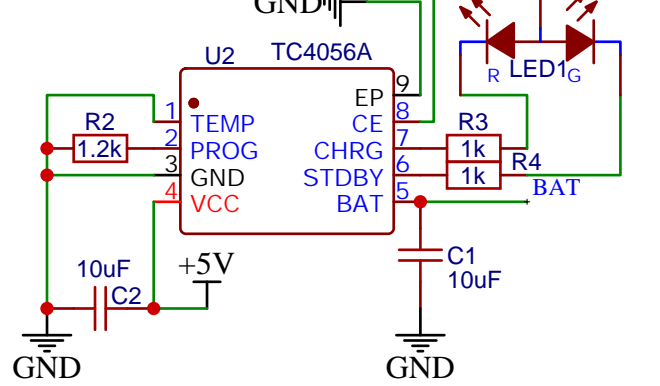 GND
U2 TC4056A
R LED1 G
EP 9
1 TEMP CE 8
R2 1.2k 2 PROG CHRG 7 R3 1k
3 GND STDBY 6 1k R4
4 VCC BAT 5 BAT
+5V
10uF C2
C1
10uF
GND GND